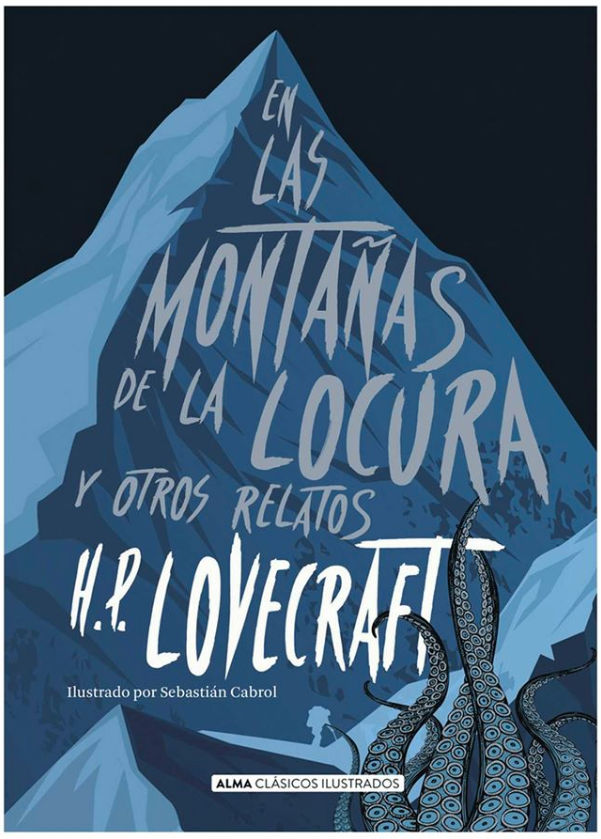 EN
LAS
MONTAÑAS
DE LA LOCURA
Y OTROS RELATOS
H.P. LOVECRAFT
Ilustrado por Sebastián Cabrol
ALMA CLÁSICOS ILUSTRADOS